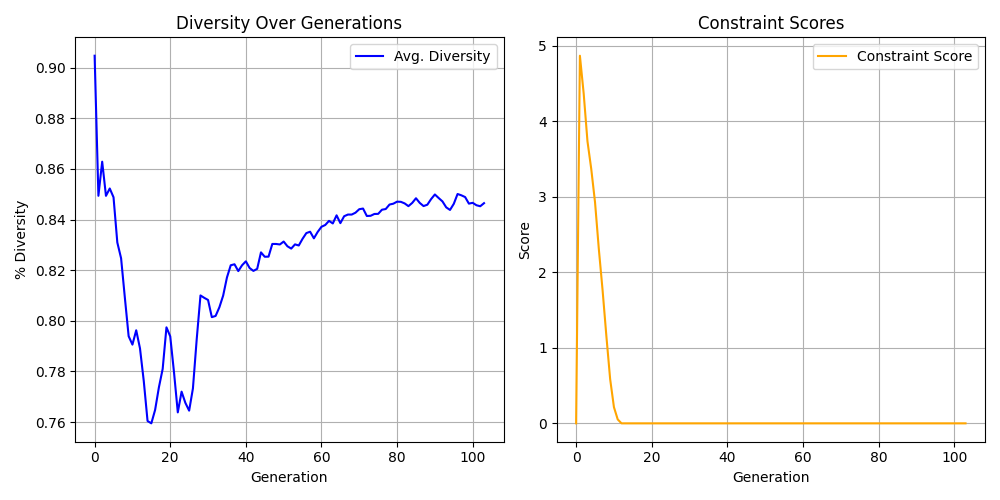 Diversity Over Generations
Avg. Diversity
% Diversity
0.90
0.88
0.86
0.84
0.82
0.80
0.78
0.76
0 20 40 60 80 100
Generation
Constraint Scores
Constraint Score
Score
5
4
3
2
1
0
0 20 40 60 80 100
Generation